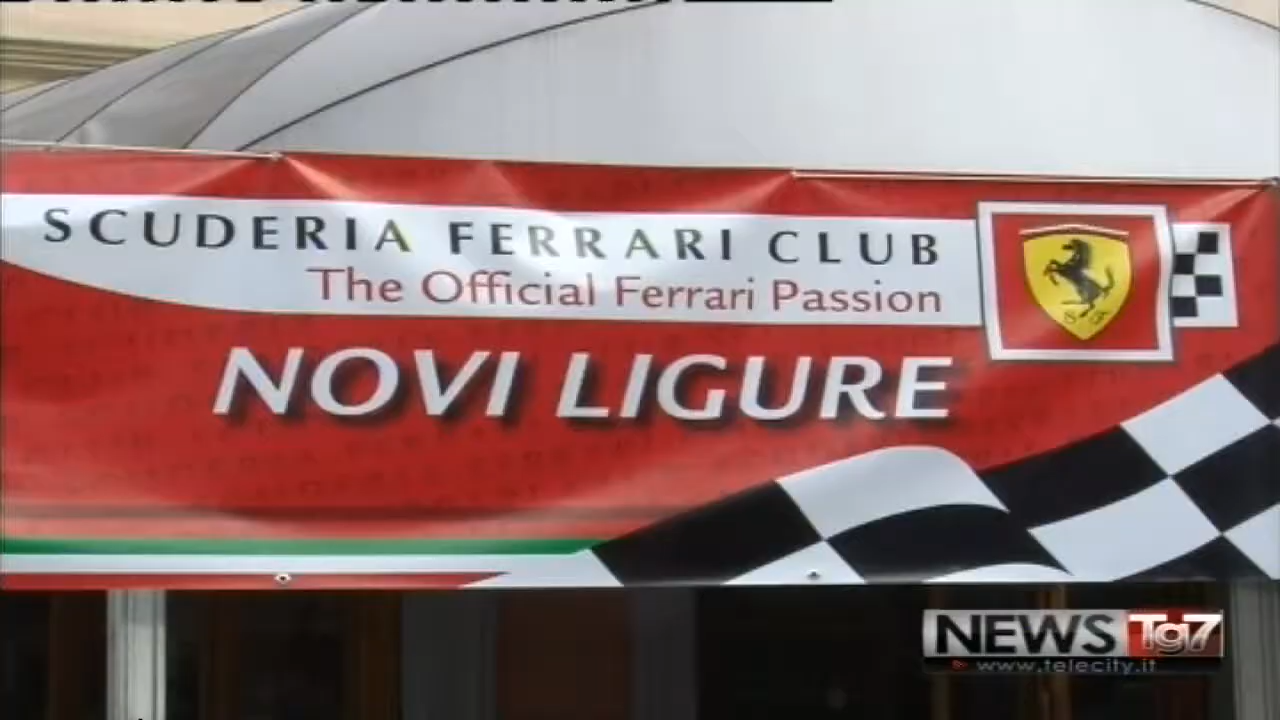 SCUDERIA FERRARI CLUB
The Official Ferrari Passion
S F
NOVI LIGURE
NEWS Tg7
www.telecity.it